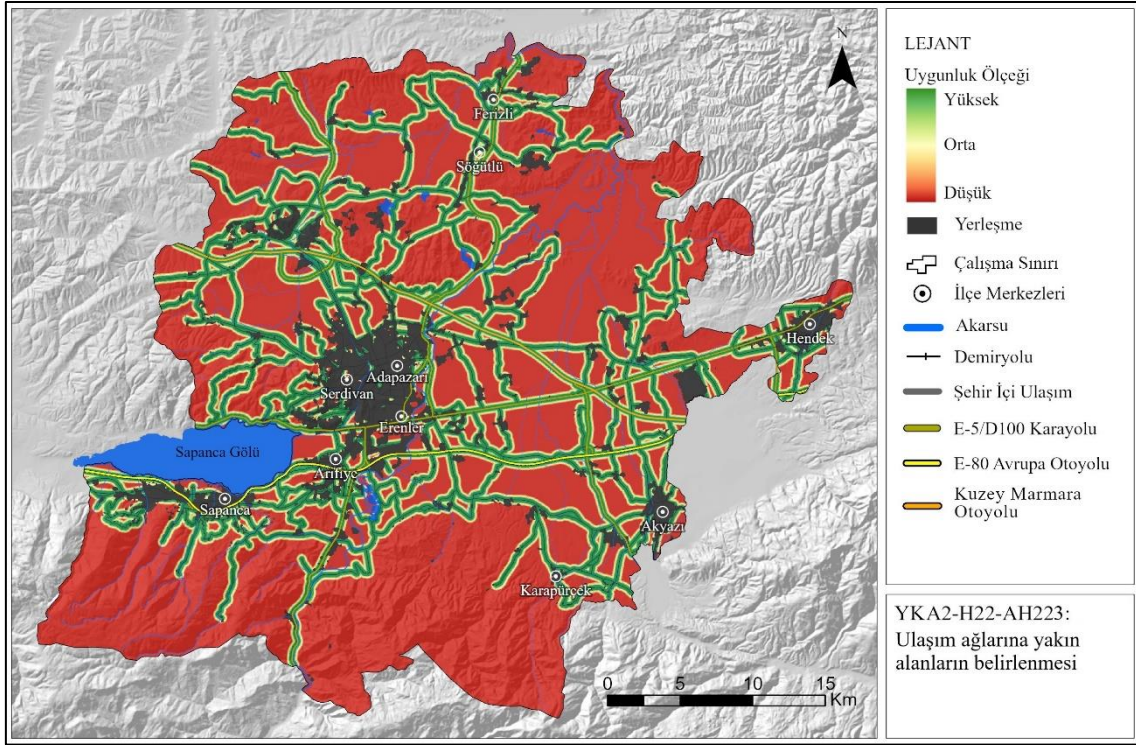 N
Ferizli
Söğütlü
Hendek
Adapazarı
Serdivan
Erenler
Sapanca Gölü
Arifiye
Sapanca
Akyazı
Karapürçek
0 5 10 15
Km
LEJANT
Uygunluk Ölçeği
Yüksek
Orta
Düşük
Yerleşme
Çalışma Sınırı
İlçe Merkezleri
Akarsu
Demiryolu
Şehir İçi Ulaşım
E-5/D100 Karayolu
E-80 Avrupa Otoyolu
Kuzey Marmara
Otoyolu
YKA2-H22-AH223:
Ulaşım ağlarına yakın
alanların belirlenmesi